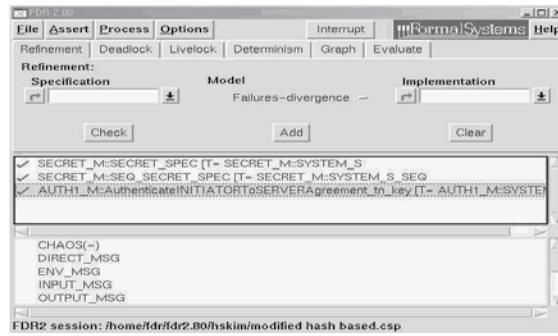 FDR 2.80
File Assert Process Options Interrupt FormalSystems Help
Refinement Deadlock Livelock Determinism Graph Evaluate
Refinement:
Specification Model Implementation
Failures-divergence
Check Add Clear
SECRET_M::SECRET_SPEC [T= SECRET_M::SYSTEM_S
SECRET_M::SEQ_SECRET_SPEC [T= SECRET_M::SYSTEM_S_SEQ
AUTH1_M::AuthenticateINITIATORToSERVERAgreement_tn_key [T= AUTH1_M::SYSTEM
CHAOS(-)
DIRECT_MSG
ENV_MSG
INPUT_MSG
OUTPUT_MSG
FDR2 session: /home/fdr/fdr2.80/hskim/modified hash based.csp